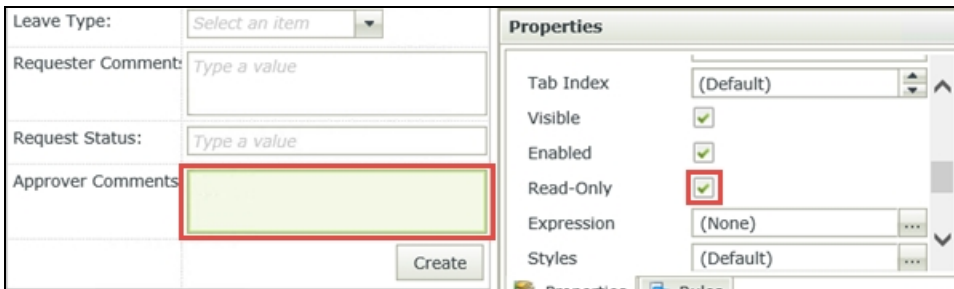 Leave Type:
Select an item
Requester Comments
Type a value
Request Status:
Type a value
Approver Comments
Create
Properties
Tab Index
(Default)
Visible
Enabled
Read-Only
Expression
(None)
...
Styles
(Default)
...
Properties
Rules